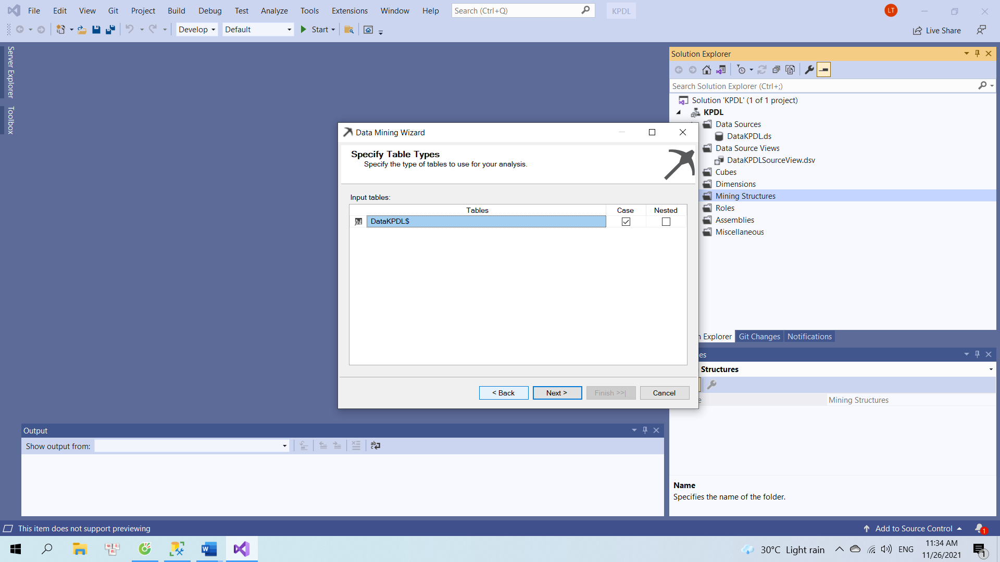 File Edit View Git Project Build Debug Test Analyze Tools Extensions Window Help Search (Ctrl+Q) KPDL LT
Develop Default Start Live Share
Server Explorer
Toolbox
Solution Explorer
Search Solution Explorer (Ctrl+;)
Solution 'KPDL' (1 of 1 project)
KPDL
Data Sources
DataKPDL.ds
Data Source Views
DataKPDLSourceView.dsv
Cubes
Dimensions
Mining Structures
Roles
Assemblies
Miscellaneous
Data Mining Wizard
Specify Table Types
Specify the type of tables to use for your analysis.
Input tables:
Tables Case Nested
DataKPDL$
< Back Next > Finish >>| Cancel
n Explorer Git Changes Notifications
es
Structures
e Mining Structures
Name
Specifies the name of the folder.
Output
Show output from:
This item does not support previewing
Add to Source Control 1
30°C Light rain ENG 11:34 AM
11/26/2021 1